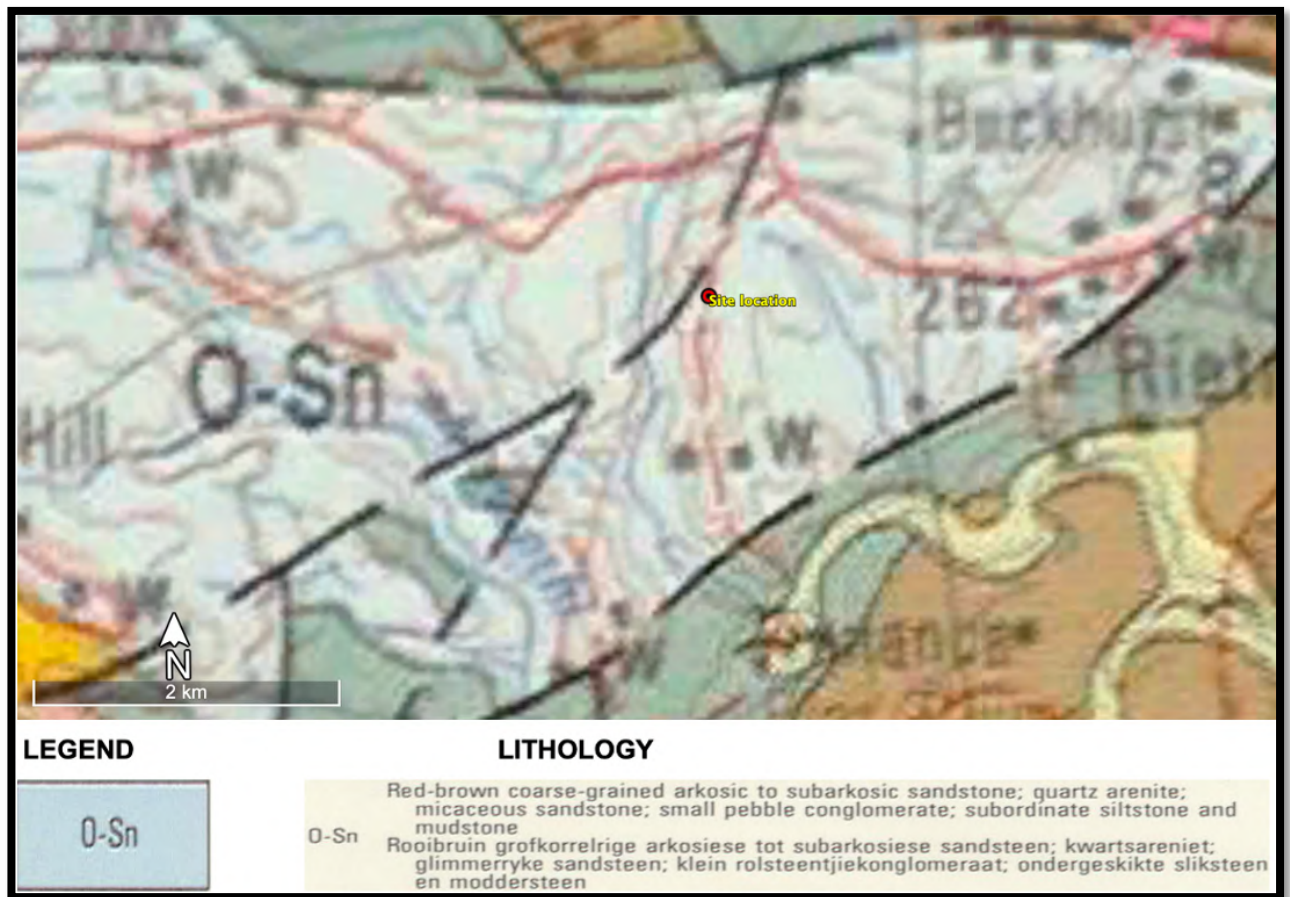 W
Buckhurst
2
Site location
262
O-Sn
Hill
W
N
W
2 km
LEGEND
LITHOLOGY
O-Sn
O-Sn
Red-brown coarse-grained arkosic to subarkosic sandstone; quartz arenite;
micaceous sandstone; small pebble conglomerate; subordinate siltstone and
mudstone
Rooibruin grofkorrelrige arkosiese tot subarkosiese sandsteen; kwartsareniet;
glimmerryke sandsteen; klein rolsteentjiekonglomeraat; ondergeskikte sliksteen
en moddersteen